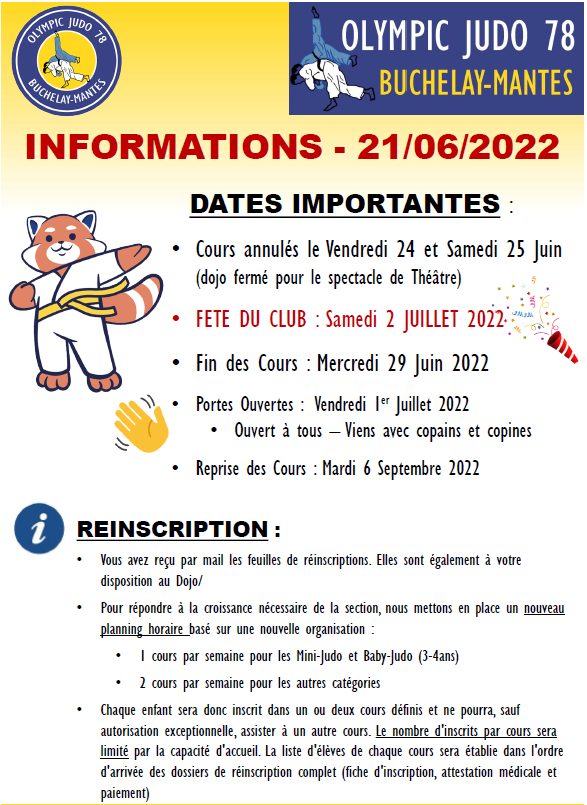 OLYMPIC JUDO 78
BUCHELAY-MANTES
OLYMPIC JUDO 78
BUCHELAY-MANTES
INFORMATIONS - 21/06/2022
DATES IMPORTANTES :
• Cours annulés le Vendredi 24 et Samedi 25 Juin
(dojo fermé pour le spectacle de Théâtre)
• FETE DU CLUB : Samedi 2 JUILLET 2022
• Fin des Cours : Mercredi 29 Juin 2022
• Portes Ouvertes : Vendredi 1er Juillet 2022
• Ouvert à tous – Viens avec copains et copines
• Reprise des Cours : Mardi 6 Septembre 2022
i
REINSCRIPTION :
• Vous avez reçu par mail les feuilles de réinscriptions. Elles sont également à votre
disposition au Dojo/
• Pour répondre à la croissance nécessaire de la section, nous mettons en place un nouveau
planning horaire basé sur une nouvelle organisation :
• 1 cours par semaine pour les Mini-Judo et Baby-Judo (3-4ans)
• 2 cours par semaine pour les autres catégories
• Chaque enfant sera donc inscrit dans un ou deux cours définis et ne pourra, sauf
autorisation exceptionnelle, assister à un autre cours. Le nombre d'inscrits par cours sera
limité par la capacité d'accueil. La liste d'élèves de chaque cours sera établie dans l'ordre
d'arrivée des dossiers de réinscription complet (fiche d'inscription, attestation médicale et
paiement)